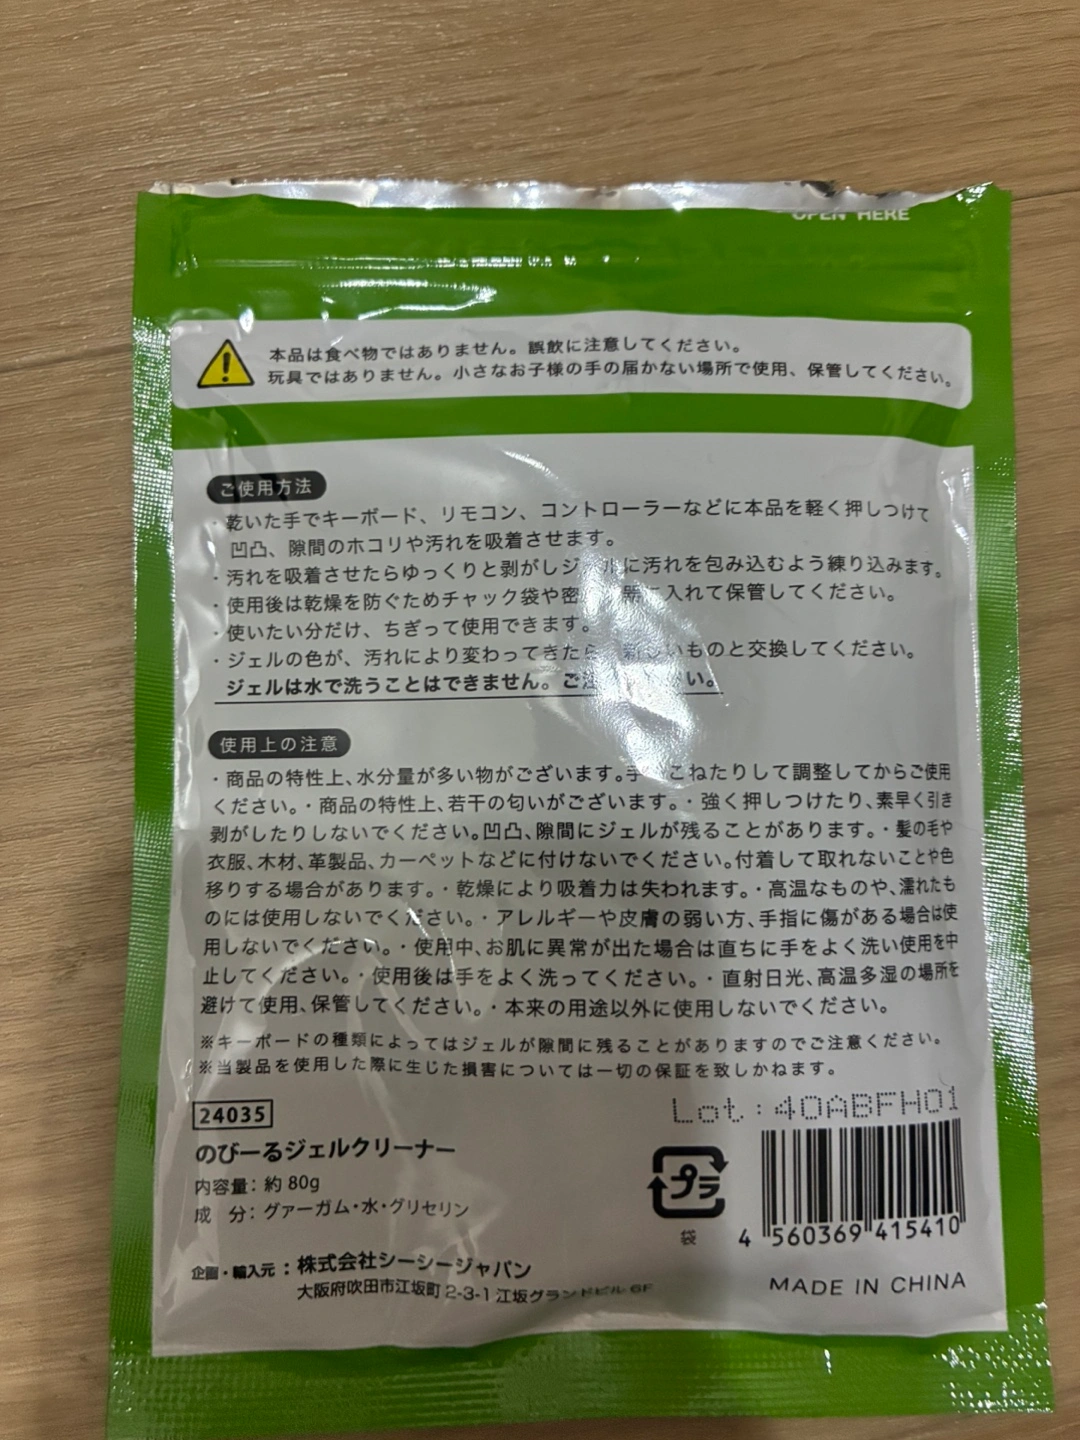 OPEN HERE
本品は食べ物ではありません。誤飲に注意してください。
玩具ではありません。小さなお子様の手の届かない場所で使用、保管してください。
ご使用方法
・乾いた手でキーボード、リモコン、コントローラーなどに本品を軽く押しつけて
凹凸、隙間のホコリや汚れを吸着させます。
・汚れを吸着させたらゆっくりと剥がしジェルに汚れを包み込むよう練り込みます。
・使用後は乾燥を防ぐためチャック袋や密 に入れて保管してください。
・使いたい分だけ、ちぎって使用できます。
・ジェルの色が、汚れにより変わってきたら 新しいものと交換してください。
ジェルは水で洗うことはできません。ご注 さい。
使用上の注意
・商品の特性上、水分量が多い物がございます。手 こねたりして調整してからご使用
ください。・商品の特性上、若干の匂いがございます。・強く押しつけたり、素早く引き
剥がしたりしないでください。凹凸、隙間にジェルが残ることがあります。・髪の毛や
衣服、木材、革製品、カーペットなどに付けないでください。付着して取れないことや色
移りする場合があります。・乾燥により吸着力は失われます。・高温なものや、濡れたも
のには使用しないでください。・アレルギーや皮膚の弱い方、手指に傷がある場合は使
用しないでください。・使用中、お肌に異常が出た場合は直ちに手をよく洗い使用を中
止してください。・使用後は手をよく洗ってください。・直射日光、高温多湿の場所を
避けて使用、保管してください。・本来の用途以外に使用しないでください。
※キーボードの種類によってはジェルが隙間に残ることがありますのでご注意ください。
※当製品を使用した際に生じた損害については一切の保証を致しかねます。
24035
のびーるジェルクリーナー
内容量：約 80g
成 分：グァーガム・水・グリセリン
企画・輸入元：株式会社シーシージャパン
大阪府吹田市江坂町 2-3-1 江坂グランドビル 6F
Lot:40ABFH01
プラ
袋
4 560369 415410
MADE IN CHINA